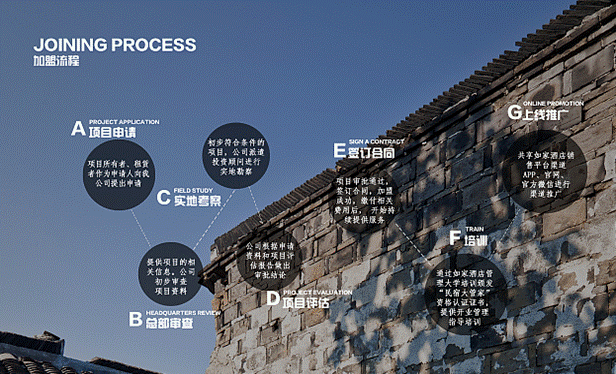 JOINING PROCESS
加盟流程
A PROJECT APPLICATION
项目申请
项目所有者、租赁
者作为申请人向我
公司提出申请
B HEADQUARTERS REVIEW
总部审查
提供项目的相
关信息，公司
初步审查
项目资料
C FIELD STUDY
实地考察
初步符合条件的
项目，公司派遣
投资顾问进行
实地勘察
D PROJECT EVALUATION
项目评估
公司根据申请
资料和项目评
估报告做出
审批结论
E SIGN A CONTRACT
签订合同
项目审批通过，
签订合同，加盟
成功，缴付相关
费用后，开始持
续提供服务
F TRAIN
培训
通过如家酒店管
理大学培训颁发
“民宿大管家”
资格认证证书，
提供开业管理
指导培训
G ONLINE PROMOTION
上线推广
共享如家酒店销
售平台渠道
APP、官网、
官方微信进行
渠道推广